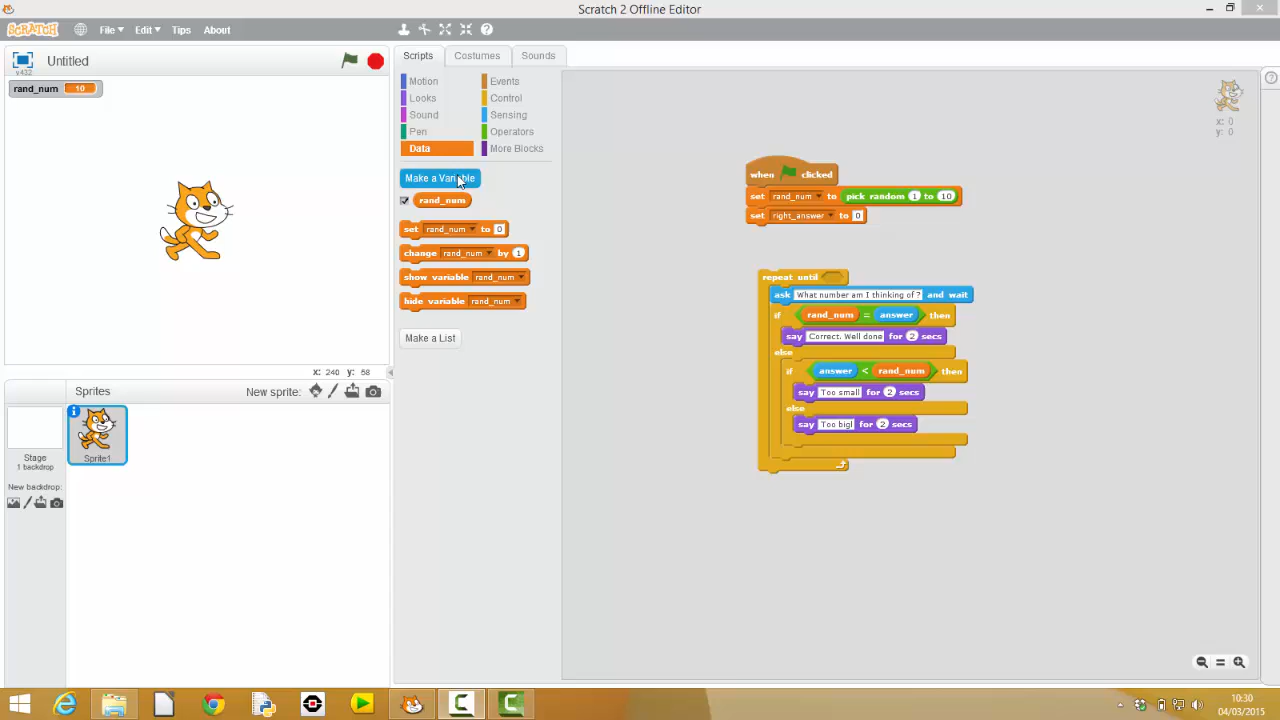 Scratch 2 Offline Editor
SCRATCH File Edit Tips About
v432 Untitled
rand_num 10
x: 240 y: 68
Sprites New sprite:
Stage
1 backdrop
New backdrop:
Sprite1
Scripts Costumes Sounds
Motion Events
Looks Control
Sound Sensing
Pen Operators
Data More Blocks
Make a Variable
rand_num
set rand_num to 0
change rand_num by 1
show variable rand_num
hide variable rand_num
Make a List
x: 0
y: 0
when clicked
set rand_num to pick random 1 to 10
set right_answer to 0
repeat until
ask What number am I thinking of? and wait
if rand_num = answer then
say Correct. Well done for 2 secs
else
if answer < rand_num then
say Too small for 2 secs
else
say Too big! for 2 secs
10:30
04/03/2015